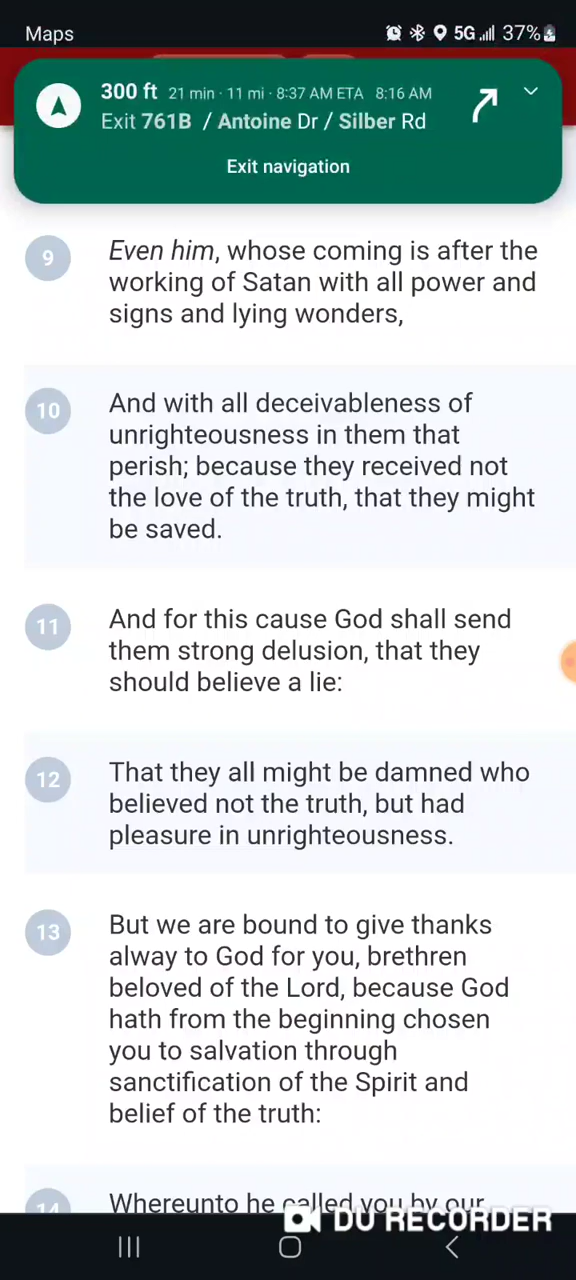 Maps 5G 37%
300 ft 21 min · 11 mi · 8:37 AM ETA 8:16 AM
Exit 761B / Antoine Dr / Silber Rd
Exit navigation
9 Even him, whose coming is after the
working of Satan with all power and
signs and lying wonders,
10 And with all deceivableness of
unrighteousness in them that
perish; because they received not
the love of the truth, that they might
be saved.
11 And for this cause God shall send
them strong delusion, that they
should believe a lie:
12 That they all might be damned who
believed not the truth, but had
pleasure in unrighteousness.
13 But we are bound to give thanks
alway to God for you, brethren
beloved of the Lord, because God
hath from the beginning chosen
you to salvation through
sanctification of the Spirit and
belief of the truth:
14 Whereunto he called you by our
DU RECORDER